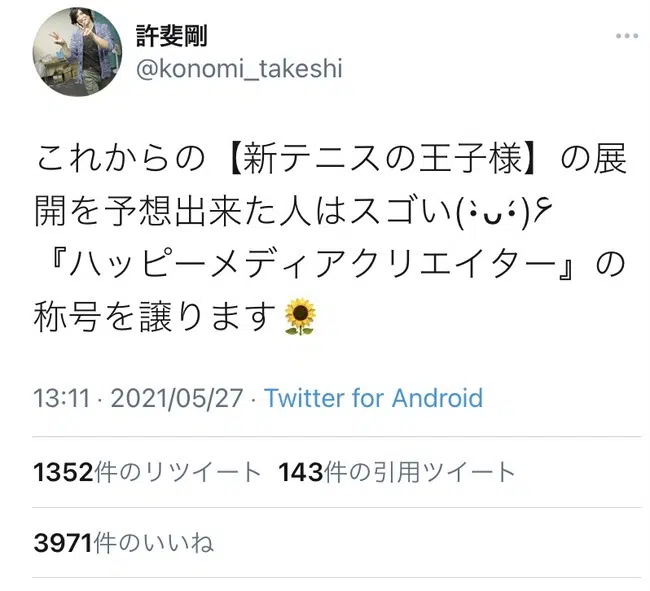 許斐剛
@konomi_takeshi
これからの【新テニスの王子様】の展
開を予想出来た人はスゴい(•̀ᴗ•́)۶
『ハッピーメディアクリエイター』の
称号を譲ります🌻
13:11 · 2021/05/27 · Twitter for Android
1352件のリツイート 143件の引用ツイート
3971件のいいね